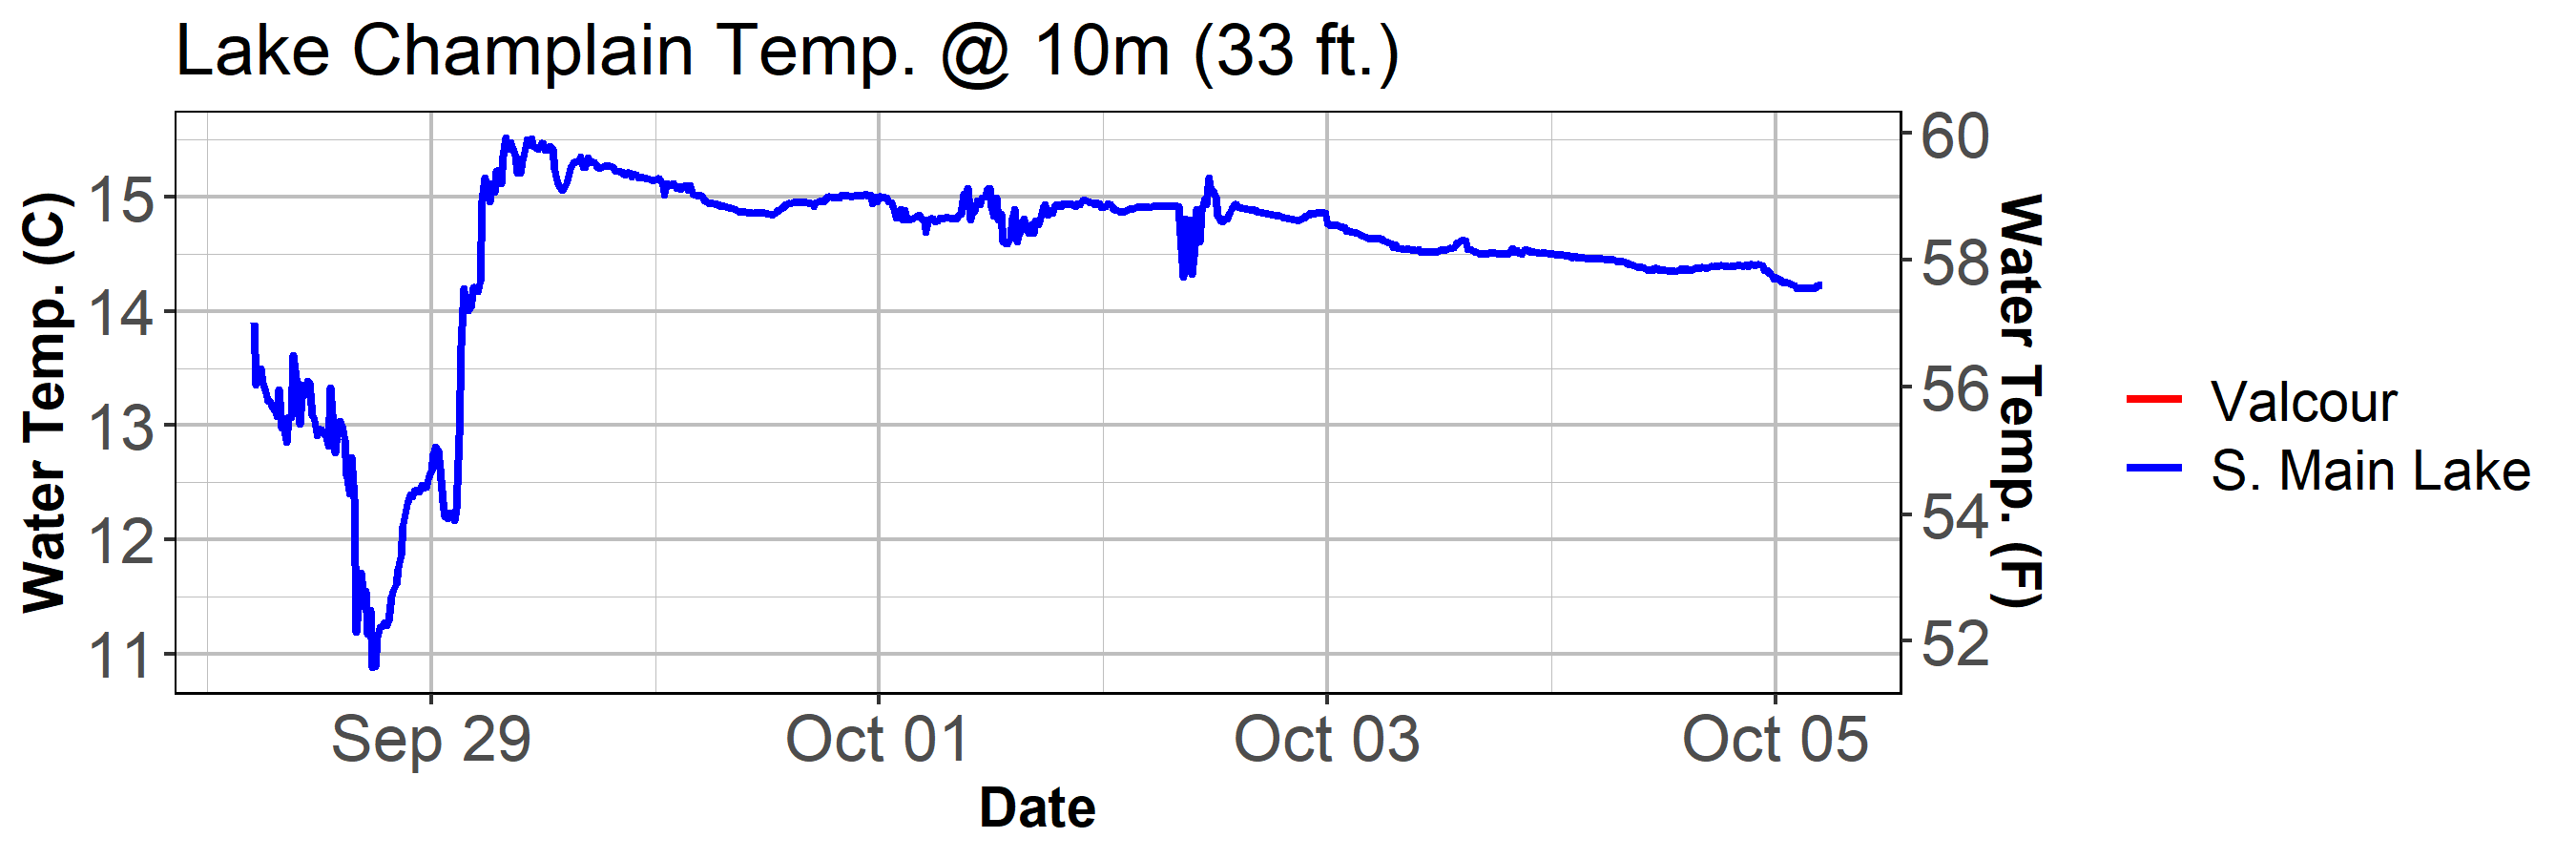 Lake Champlain Temp. @ 10m (33 ft.)
Water Temp. (C)
15
14
13
12
11
60
58
56
54
52
Water Temp. (F)
Sep 29
Oct 01
Oct 03
Oct 05
Date
Valcour
S. Main Lake